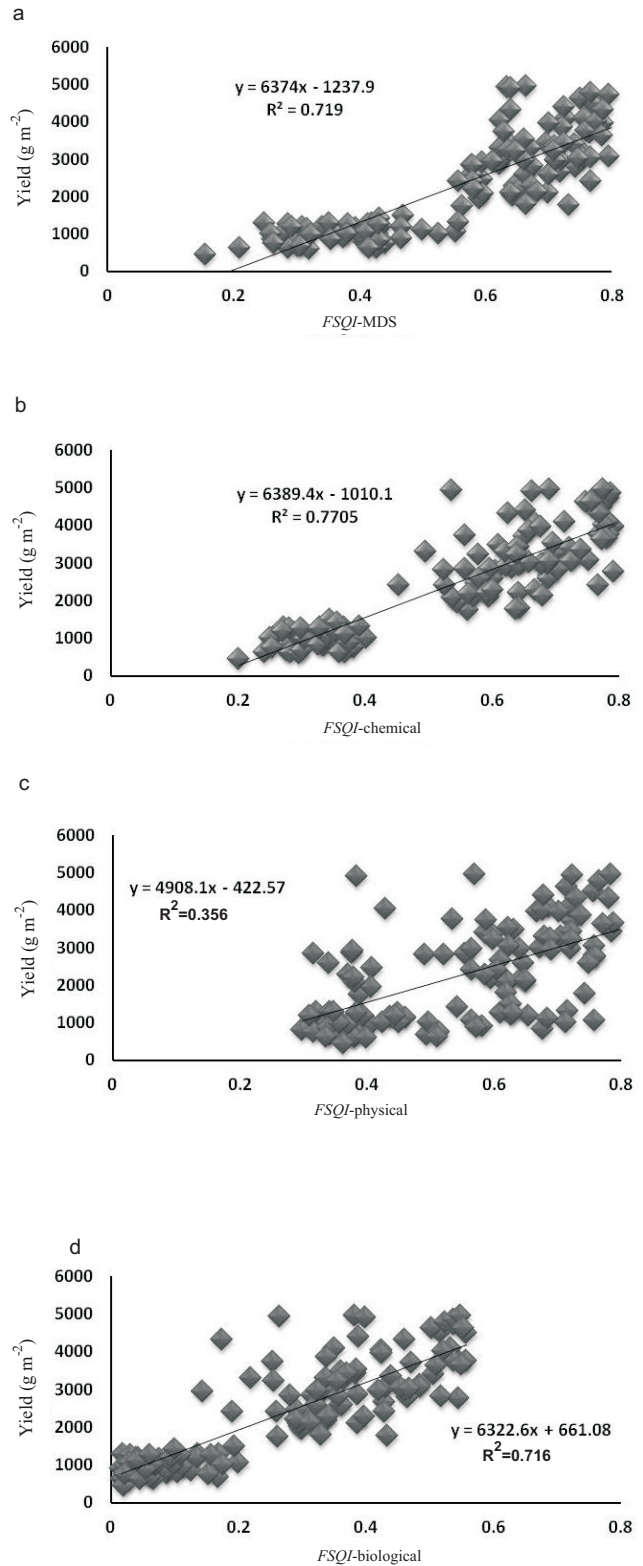 a
6000
5000
4000
3000
2000
1000
0
Yield (g m⁻²)
y = 6374x - 1237.9
R² = 0.719
0 0.2 0.4 0.6 0.8
FSQI-MDS
b
6000
5000
4000
3000
2000
1000
0
Yield (g m⁻²)
y = 6389.4x - 1010.1
R² = 0.7705
0 0.2 0.4 0.6 0.8
FSQI-chemical
c
6000
5000
4000
3000
2000
1000
0
Yield (g m⁻²)
y = 4908.1x - 422.57
R²=0.356
0 0.2 0.4 0.6 0.8
FSQI-physical
d
6000
5000
4000
3000
2000
1000
0
Yield (g m⁻²)
y = 6322.6x + 661.08
R²=0.716
0 0.2 0.4 0.6 0.8
FSQI-biological